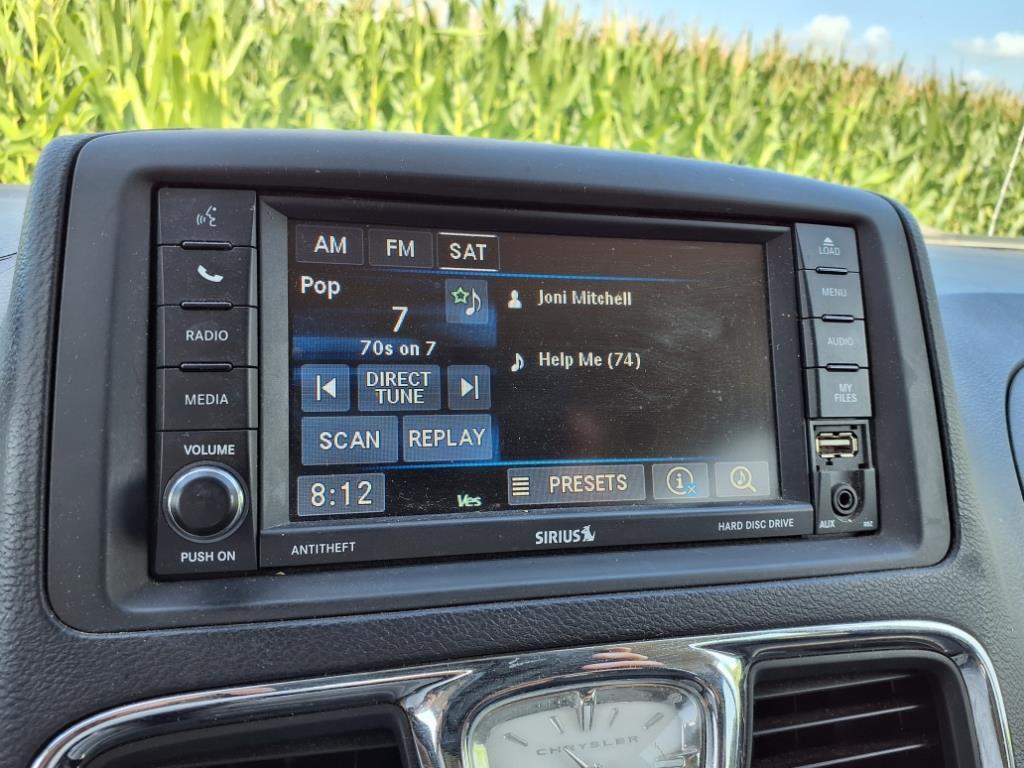 AM FM SAT
Pop
7
70s on 7
DIRECT
TUNE
SCAN REPLAY
8:12
Joni Mitchell
Help Me (74)
PRESETS
RADIO
MEDIA
VOLUME
PUSH ON
LOAD
MENU
AUDIO
MY
FILES
AUX
ANTITHEFT
SIRIUS
HARD DISC DRIVE
CHRYSLER